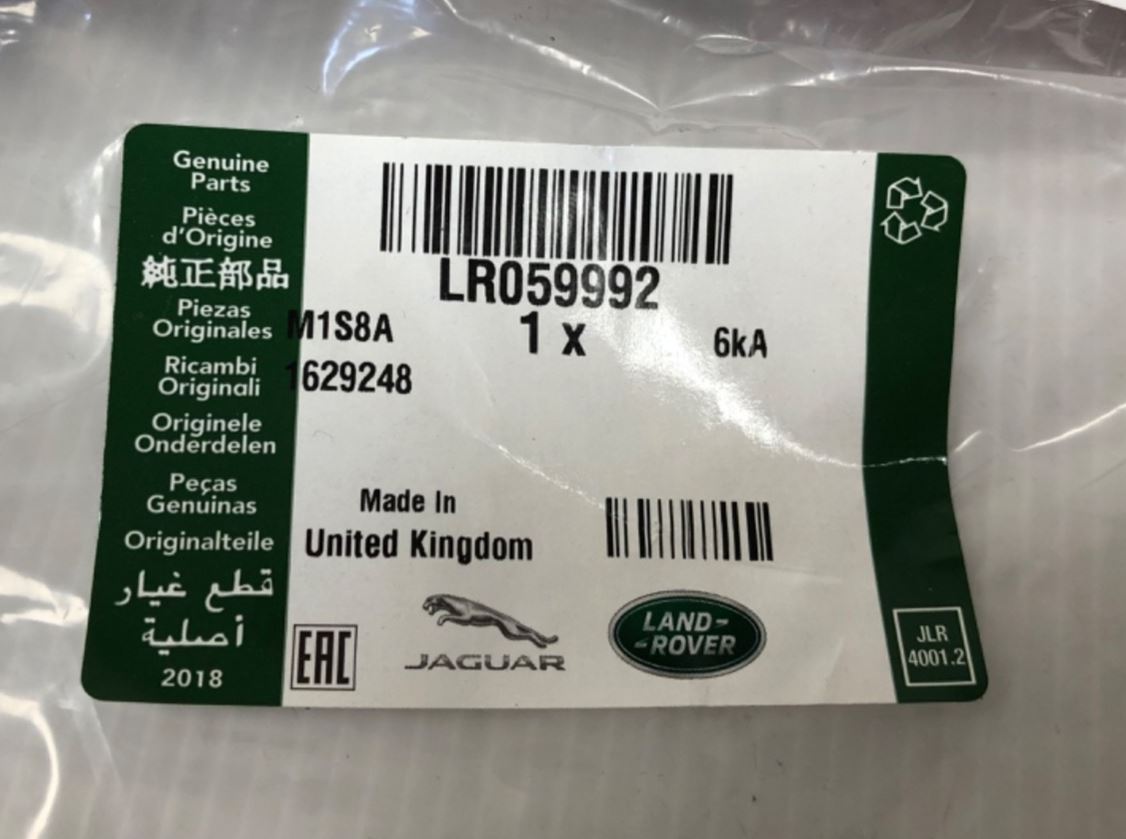 Genuine
Parts
Pièces
d'Origine
純正部品
Piezas
Originales
Ricambi
Originali
Originele
Onderdelen
Peças
Genuinas
Originalteile
قطع غيار
أصلية
2018
LR059992
M1S8A 1 x 6kA
1629248
Made In
United Kingdom
EAC
JAGUAR
LAND-
-ROVER
JLR
4001.2